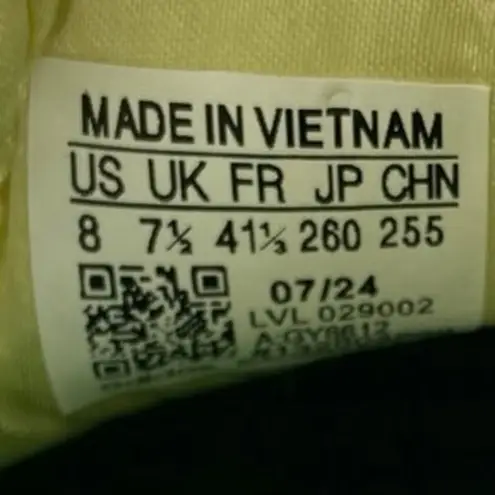 MADE IN VIETNAM
US UK FR JP CHN
8 7½ 41⅓ 260 255
07/24
LVL 029002